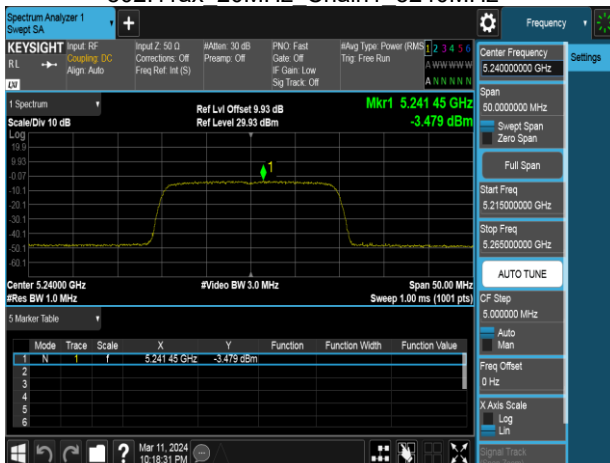 Spectrum Analyzer 1
Swept SA
+
Frequency
KEYSIGHT
RL
Input: RF
Coupling: DC
Align: Auto
Input Z: 50 Ω
Corrections: Off
Freq Ref: Int (S)
#Atten: 30 dB
Preamp: Off
PNO: Fast
Gate: Off
IF Gain: Low
Sig Track: Off
#Avg Type: Power (RMS
Trig: Free Run
1 2 3 4 5 6
A W W W W W
A N N N N N
LXI
Center Frequency
5.240000000 GHz
Settings
Span
50.0000000 MHz
Swept Span
Zero Span
Full Span
Start Freq
5.215000000 GHz
Stop Freq
5.265000000 GHz
AUTO TUNE
CF Step
5.000000 MHz
Auto
Man
Freq Offset
0 Hz
X Axis Scale
Log
Lin
Signal Track
1 Spectrum
Scale/Div 10 dB
Ref Lvl Offset 9.93 dB
Ref Level 29.93 dBm
Mkr1 5.241 45 GHz
-3.479 dBm
Log
19.9
9.93
-0.07
-10.1
-20.1
-30.1
-40.1
-50.1
-60.1
1
Center 5.24000 GHz
#Res BW 1.0 MHz
#Video BW 3.0 MHz
Span 50.00 MHz
Sweep 1.00 ms (1001 pts)
5 Marker Table
Mode Trace Scale X Y Function Function Width Function Value
1 N 1 f 5.241 45 GHz -3.479 dBm
2
3
4
5
6
?
Mar 11, 2024
10:18:31 PM